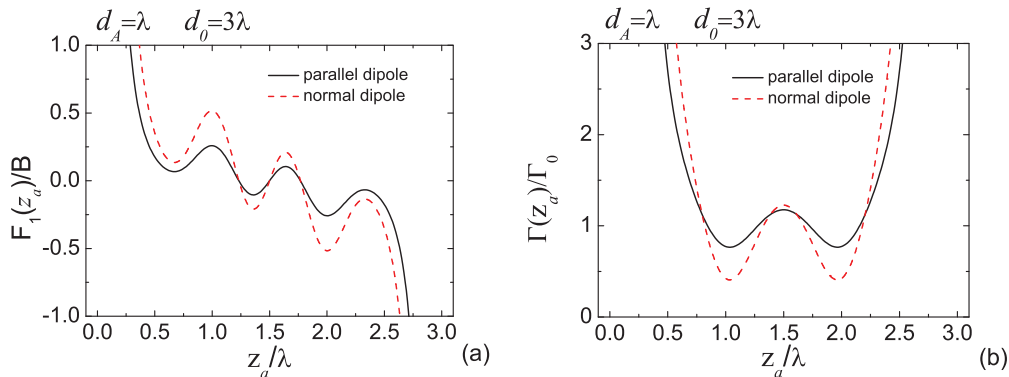 d_A=λ d_0=3λ
1.0
0.5
0.0
-0.5
-1.0
F_1(z_a)/B
parallel dipole
normal dipole
0.0 0.5 1.0 1.5 2.0 2.5 3.0
z_a/λ
(a)
d_A=λ d_0=3λ
3
2
1
0
Γ(z_a)/Γ_0
parallel dipole
normal dipole
0.0 0.5 1.0 1.5 2.0 2.5 3.0
z_a/λ
(b)